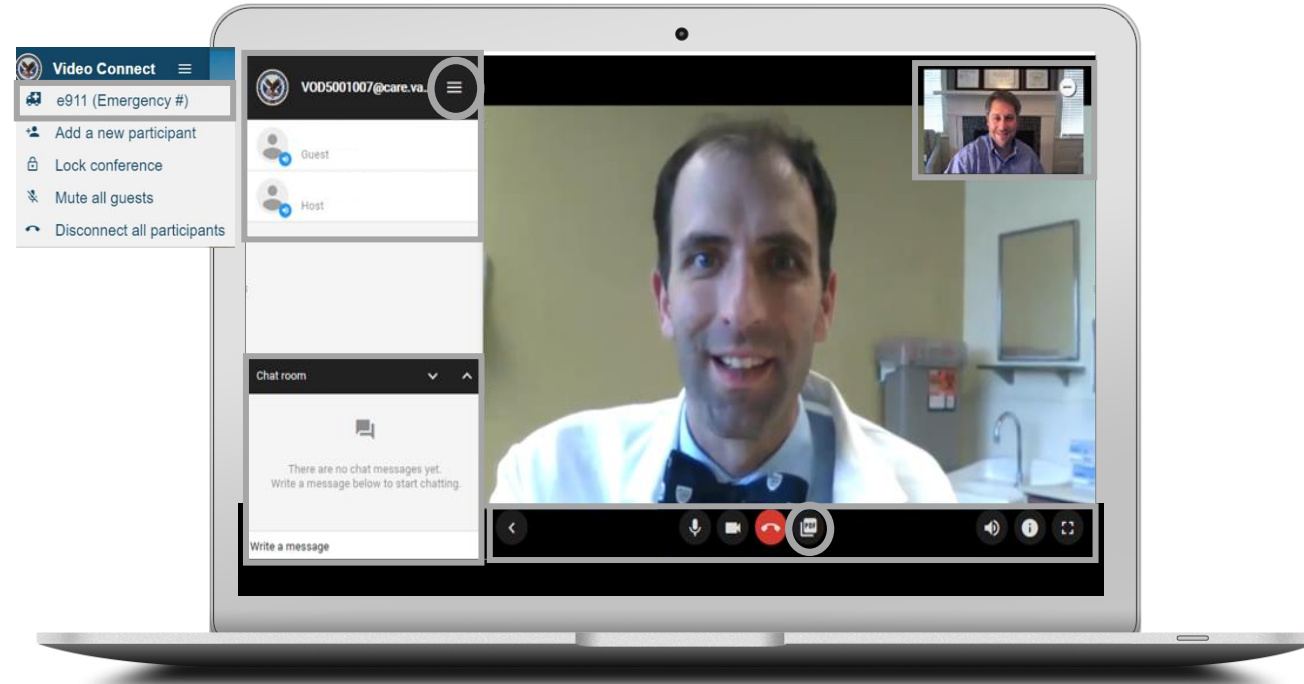 Video Connect
e911 (Emergency #)
Add a new participant
Lock conference
Mute all guests
Disconnect all participants
VOD5001007@care.va..
Guest
Host
Chat room
There are no chat messages yet.
Write a message below to start chatting.
Write a message
PDF